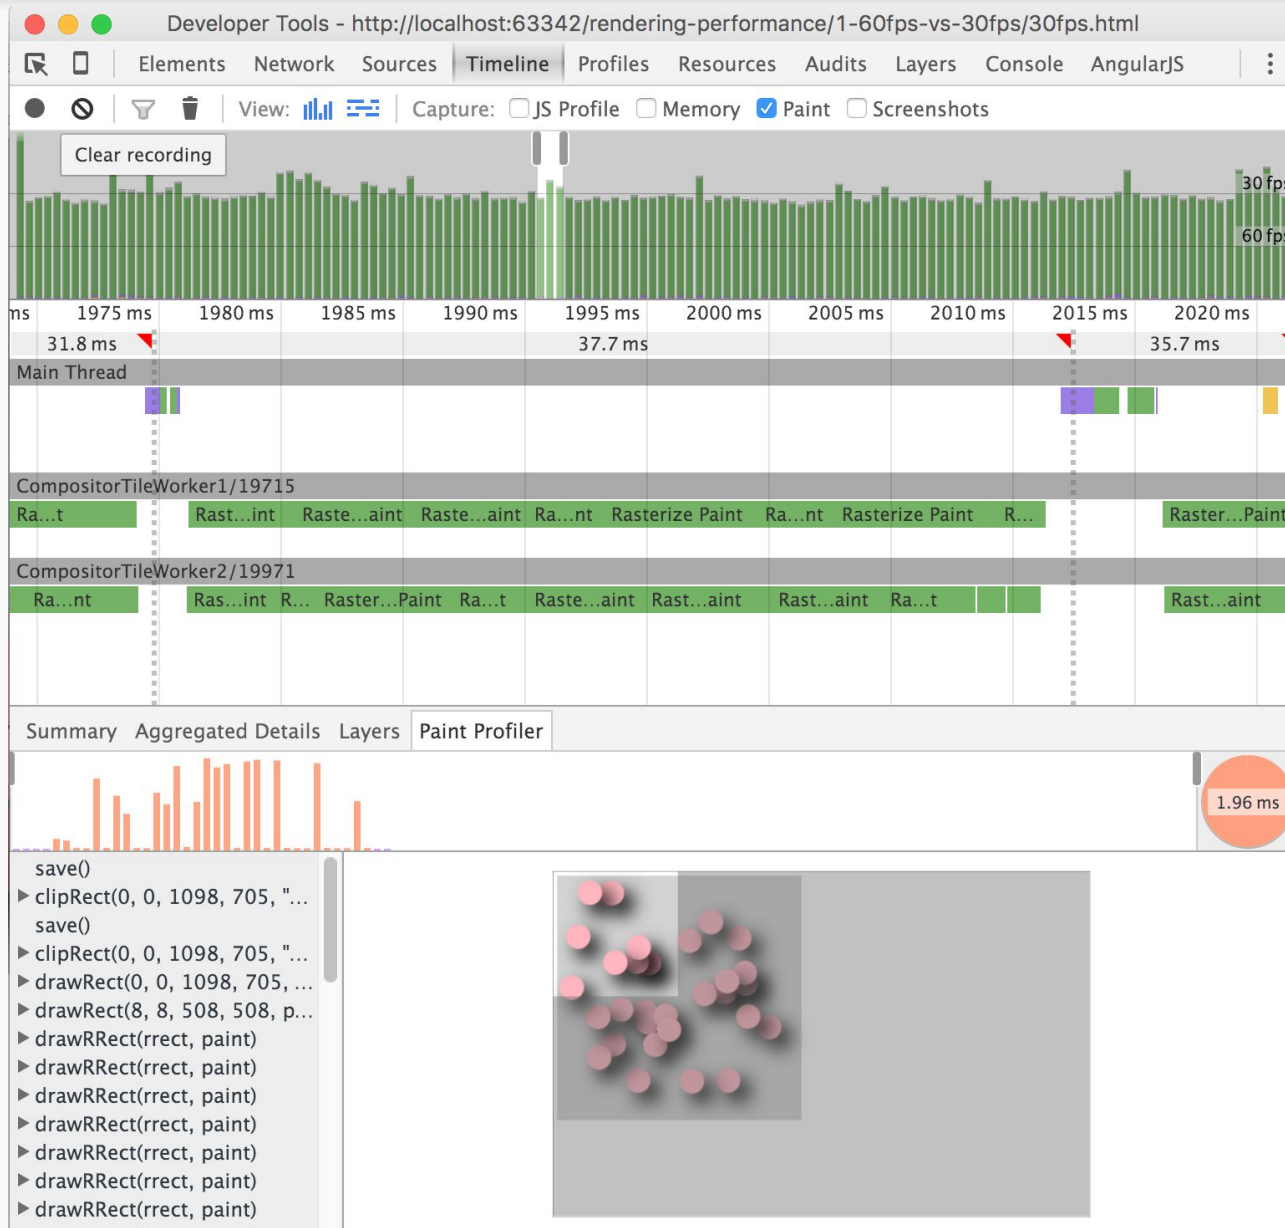 Developer Tools - http://localhost:63342/rendering-performance/1-60fps-vs-30fps/30fps.html
Elements Network Sources Timeline Profiles Resources Audits Layers Console AngularJS
View: Capture: JS Profile Memory Paint Screenshots
Clear recording
30 fps
60 fps
ms 1975 ms 1980 ms 1985 ms 1990 ms 1995 ms 2000 ms 2005 ms 2010 ms 2015 ms 2020 ms
31.8 ms 37.7 ms 35.7 ms
Main Thread
CompositorTileWorker1/19715
Ra...t Rast...int Raste...aint Raste...aint Ra...nt Rasterize Paint Ra...nt Rasterize Paint R... Raster...Paint
CompositorTileWorker2/19971
Ra...nt Ras...int R... Raster...Paint Ra...t Raste...aint Rast...aint Rast...aint Ra...t Rast...aint
Summary Aggregated Details Layers Paint Profiler
1.96 ms
save()
clipRect(0, 0, 1098, 705, "...
save()
clipRect(0, 0, 1098, 705, "...
drawRect(0, 0, 1098, 705, ...
drawRect(8, 8, 508, 508, p...
drawRRect(rrect, paint)
drawRRect(rrect, paint)
drawRRect(rrect, paint)
drawRRect(rrect, paint)
drawRRect(rrect, paint)
drawRRect(rrect, paint)
drawRRect(rrect, paint)